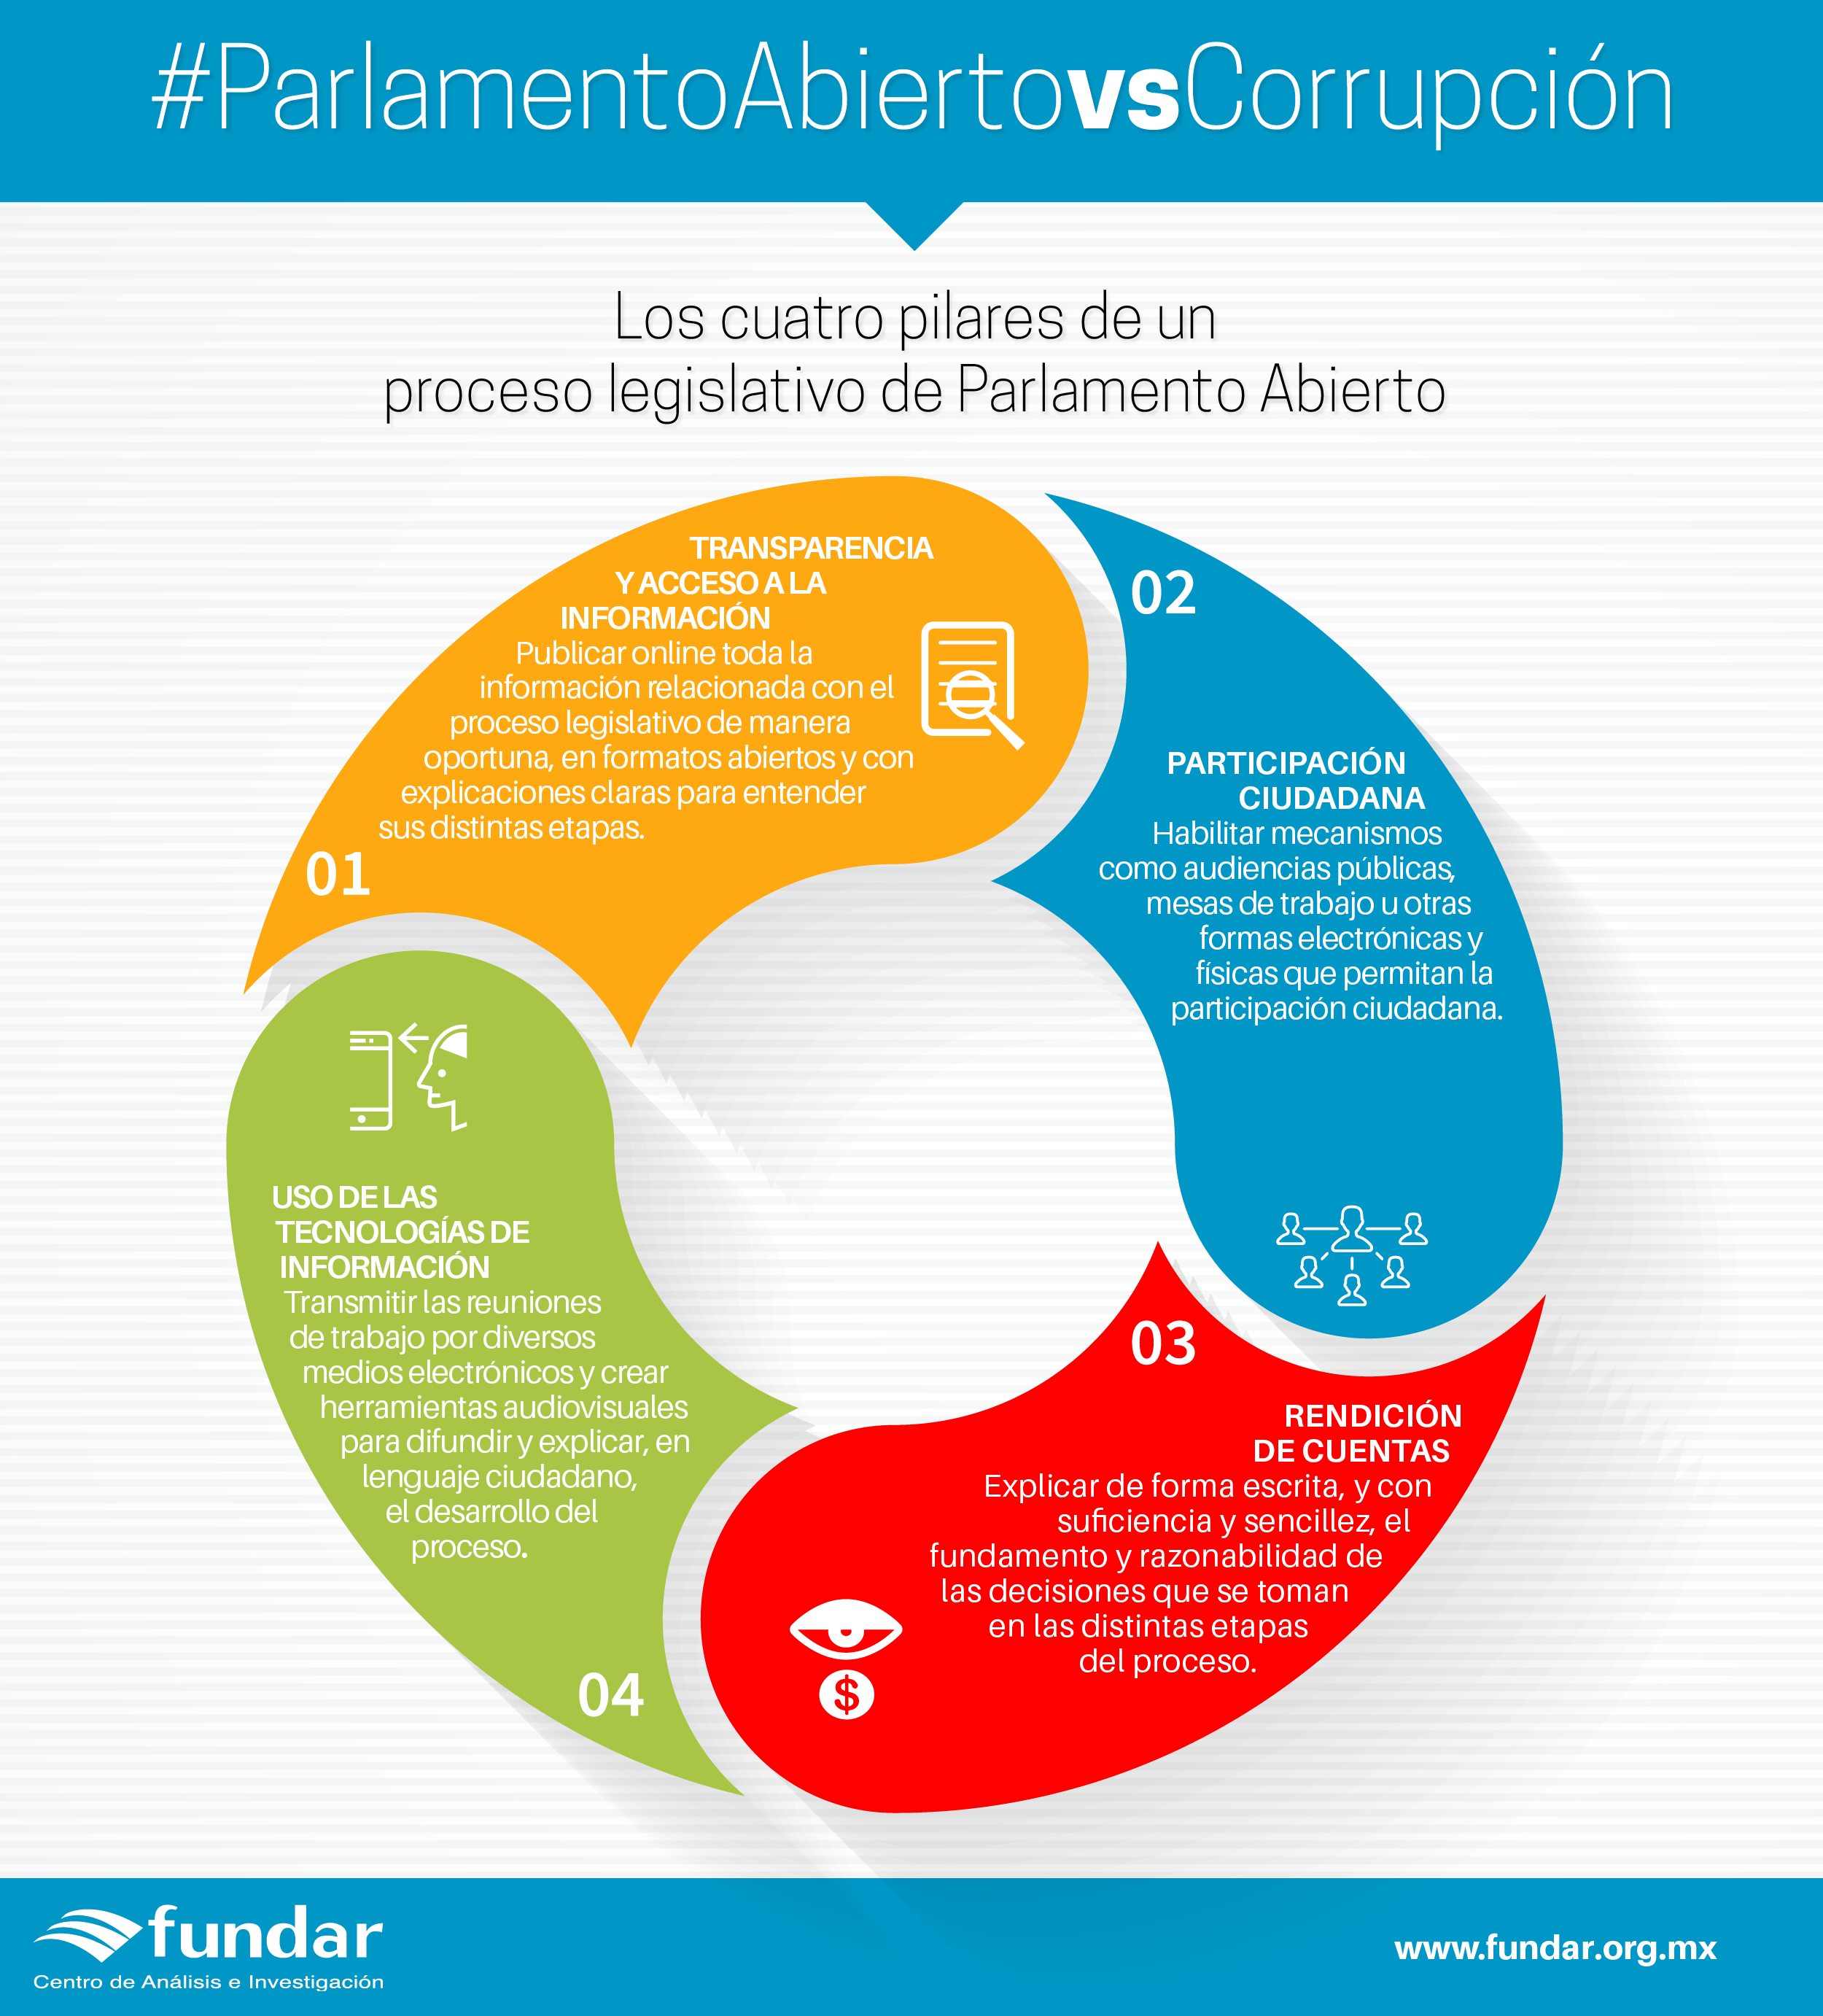 #ParlamentoAbiertovsCorrupción
Los cuatro pilares de un
proceso legislativo de Parlamento Abierto
01
TRANSPARENCIA
Y ACCESO A LA
INFORMACIÓN
Publicar online toda la
información relacionada con el
proceso legislativo de manera
oportuna, en formatos abiertos y con
explicaciones claras para entender
sus distintas etapas.
02
PARTICIPACIÓN
CIUDADANA
Habilitar mecanismos
como audiencias públicas,
mesas de trabajo u otras
formas electrónicas y
físicas que permitan la
participación ciudadana.
03
RENDICIÓN
DE CUENTAS
Explicar de forma escrita, y con
suficiencia y sencillez, el
fundamento y razonabilidad de
las decisiones que se toman
en las distintas etapas
del proceso.
$
04
USO DE LAS
TECNOLOGÍAS DE
INFORMACIÓN
Transmitir las reuniones
de trabajo por diversos
medios electrónicos y crear
herramientas audiovisuales
para difundir y explicar, en
lenguaje ciudadano,
el desarrollo del
proceso.
fundar
Centro de Análisis e Investigación
www.fundar.org.mx